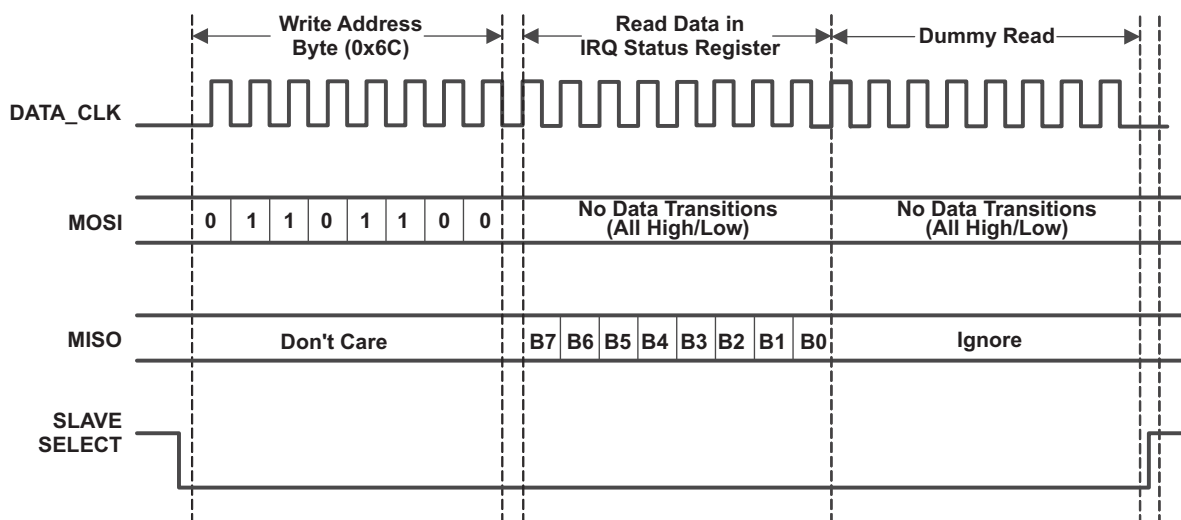 Write Address
Byte (0x6C)
Read Data in
IRQ Status Register
Dummy Read
DATA_CLK
MOSI
0 1 1 0 1 1 0 0
No Data Transitions
(All High/Low)
No Data Transitions
(All High/Low)
MISO
Don't Care
B7 B6 B5 B4 B3 B2 B1 B0
Ignore
SLAVE
SELECT